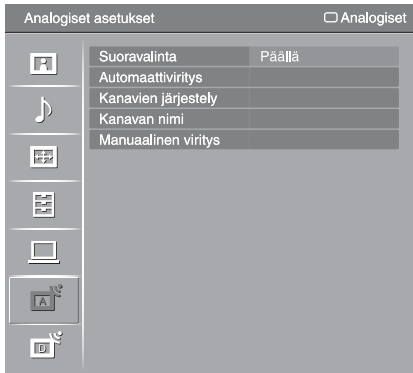 Analogiset asetukset Analogiset
Suoravalinta Päällä
Automaattiviritys
Kanavien järjestely
Kanavan nimi
Manuaalinen viritys
A
D